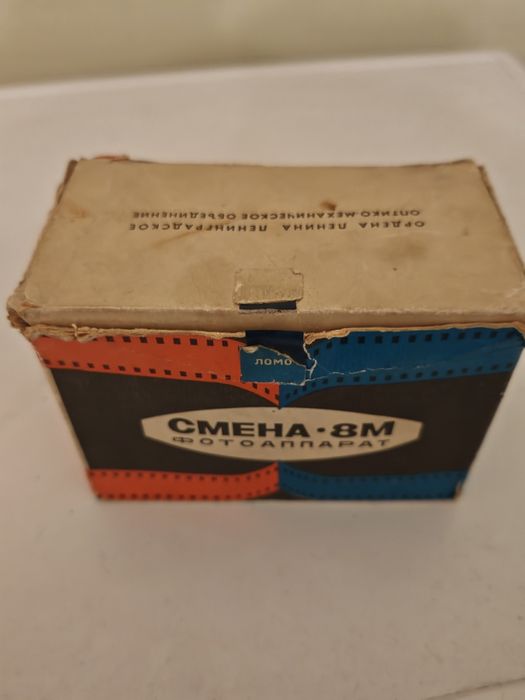 ОРДЕНА ЛЕНИНА ЛЕНИНГРАДСКОЕ
ОПТИКО-МЕХАНИЧЕСКОЕ ОБЪЕДИНЕНИЕ
ЛОМО
СМЕНА·8М
ФОТОАППАРАТ